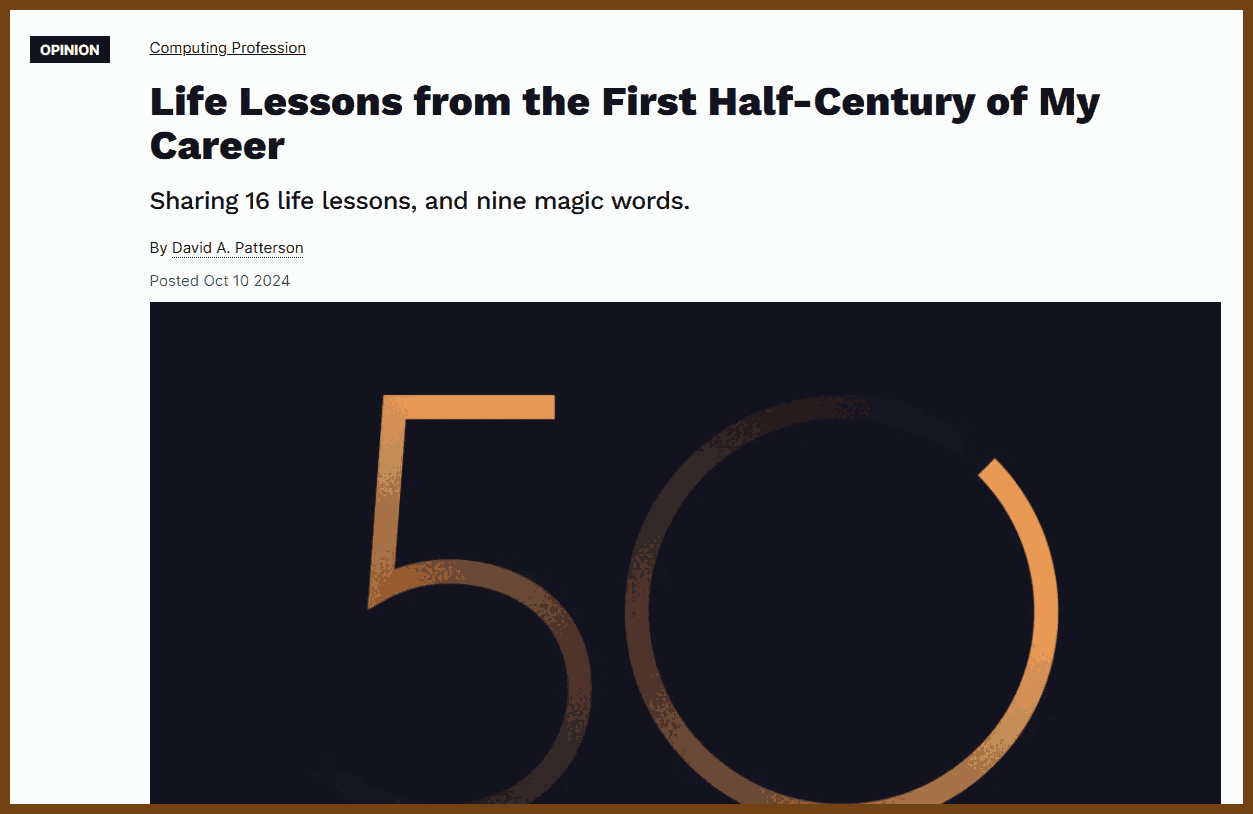 OPINION
Computing Profession
Life Lessons from the First Half-Century of My
Career
Sharing 16 life lessons, and nine magic words.
By David A. Patterson
Posted Oct 10 2024
50